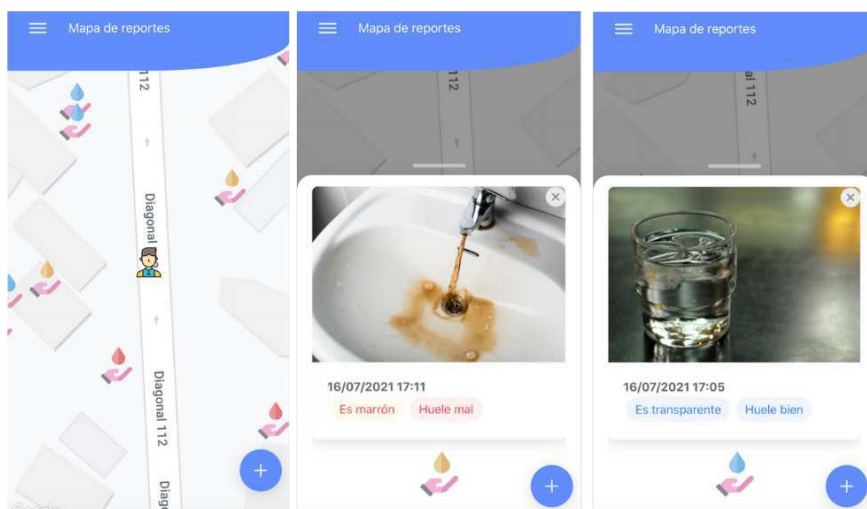 Mapa de reportes
112
Diagonal
Diagonal 112
Diag
Mapa de reportes
112
16/07/2021 17:11
Es marrón Huele mal
+
Mapa de reportes
al 112
16/07/2021 17:05
Es transparente Huele bien
+